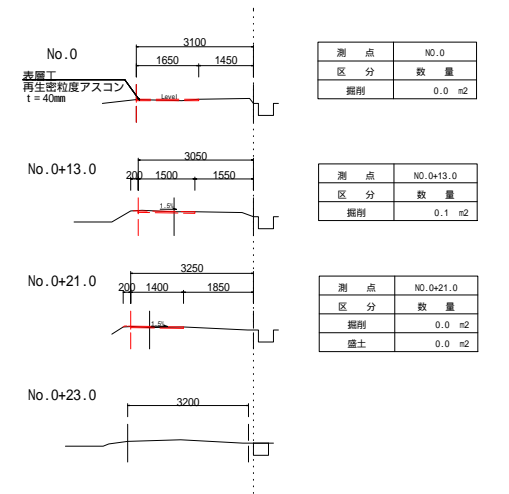 No.0
3100
1650 1450
表層工
再生密粒度アスコン
t = 40mm
Level
測 点 NO.0
区 分 数 量
掘削 0.0 m2
No.0+13.0
3050
200 1500 1550
1.5%
測 点 NO.0+13.0
区 分 数 量
掘削 0.1 m2
No.0+21.0
3250
200 1400 1850
1.5%
測 点 NO.0+21.0
区 分 数 量
掘削 0.0 m2
盛土 0.0 m2
No.0+23.0
3200